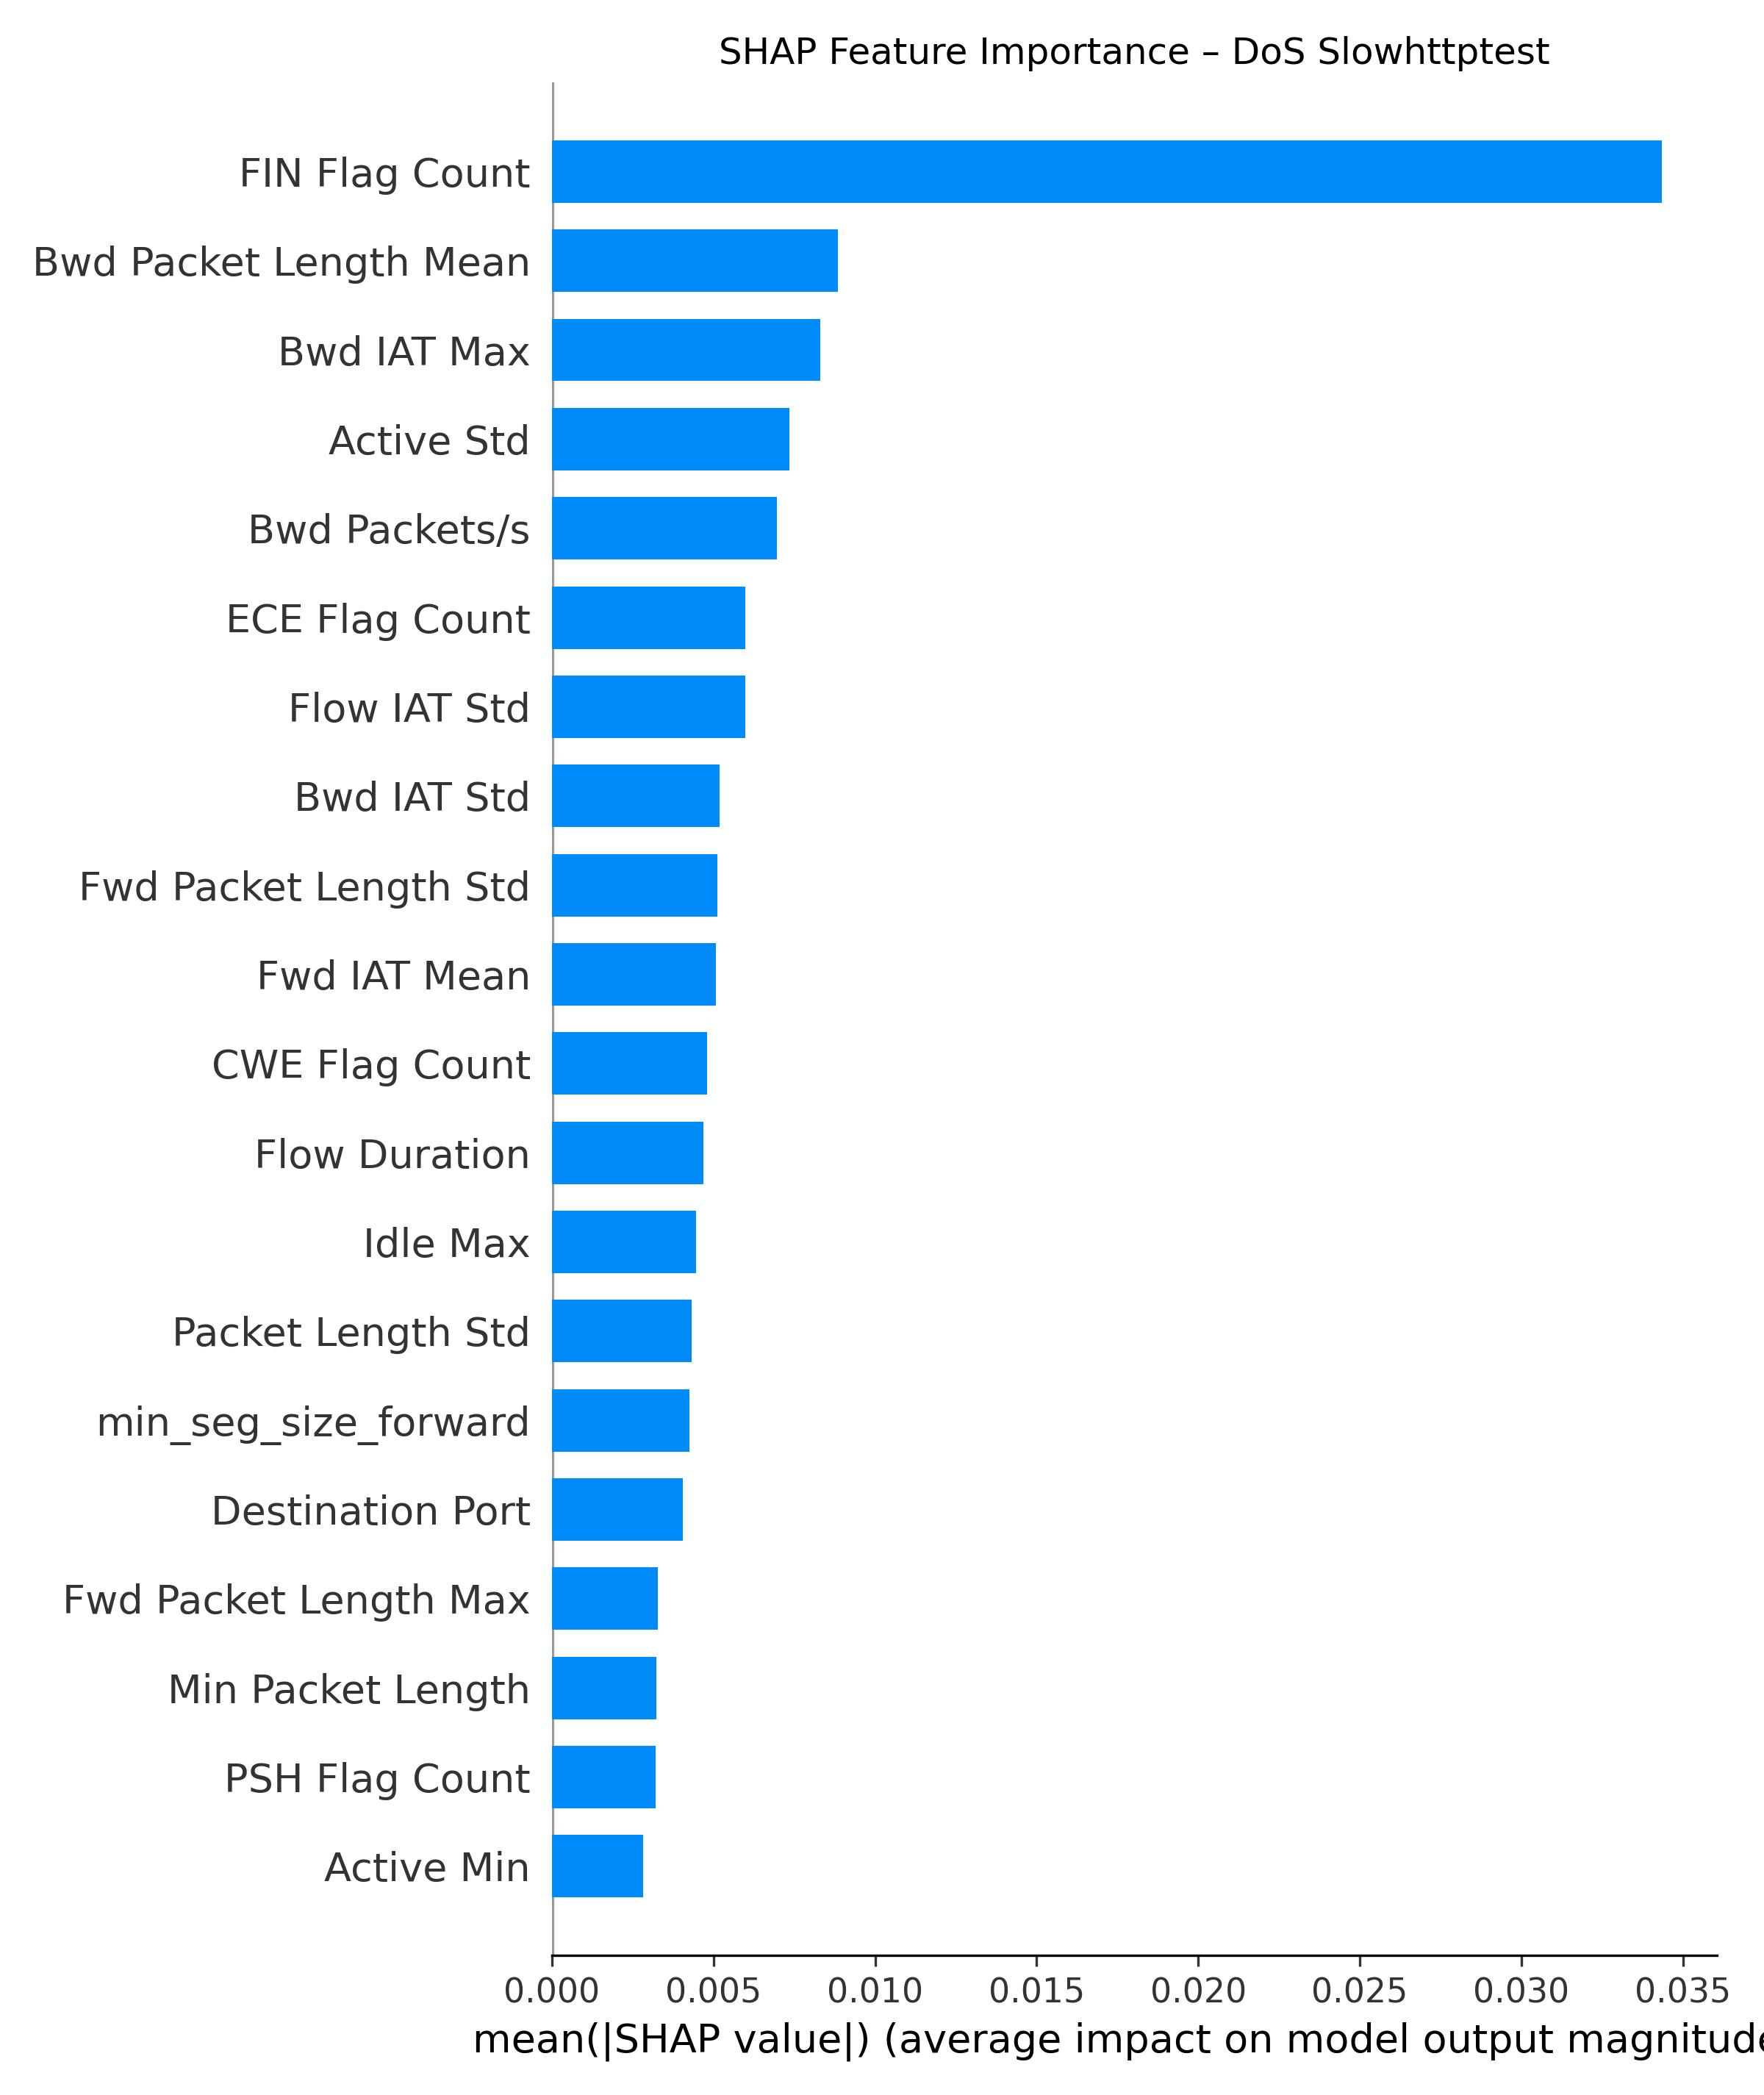 SHAP Feature Importance – DoS Slowhttptest
FIN Flag Count
Bwd Packet Length Mean
Bwd IAT Max
Active Std
Bwd Packets/s
ECE Flag Count
Flow IAT Std
Bwd IAT Std
Fwd Packet Length Std
Fwd IAT Mean
CWE Flag Count
Flow Duration
Idle Max
Packet Length Std
min_seg_size_forward
Destination Port
Fwd Packet Length Max
Min Packet Length
PSH Flag Count
Active Min
0.000 0.005 0.010 0.015 0.020 0.025 0.030 0.035
mean(|SHAP value|) (average impact on model output magnitude